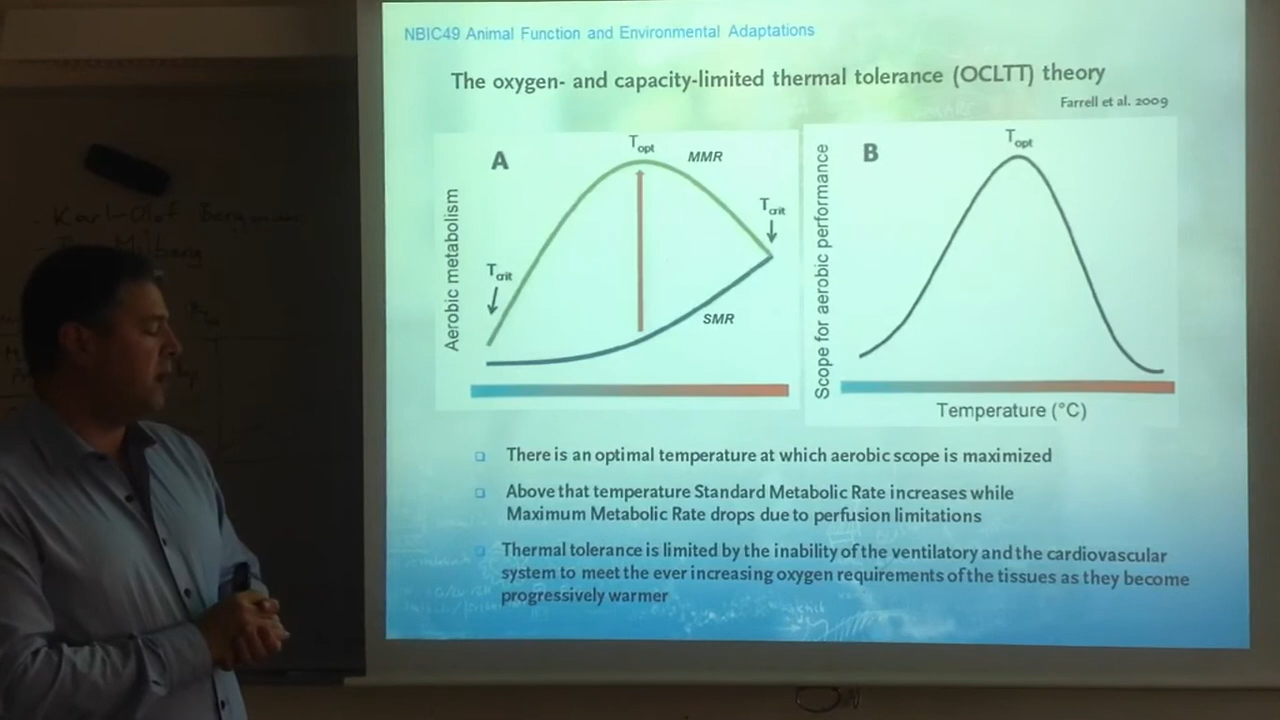 NBIC49 Animal Function and Environmental Adaptations
The oxygen- and capacity-limited thermal tolerance (OCLTT) theory
Farrell et al. 2009
A
Topt
MMR
Tcrit
Tcrit
SMR
Aerobic metabolism
B
Topt
Scope for aerobic performance
Temperature (°C)
There is an optimal temperature at which aerobic scope is maximized
Above that temperature Standard Metabolic Rate increases while
Maximum Metabolic Rate drops due to perfusion limitations
Thermal tolerance is limited by the inability of the ventilatory and the cardiovascular
system to meet the ever increasing oxygen requirements of the tissues as they become
progressively warmer
- Karl-Olof